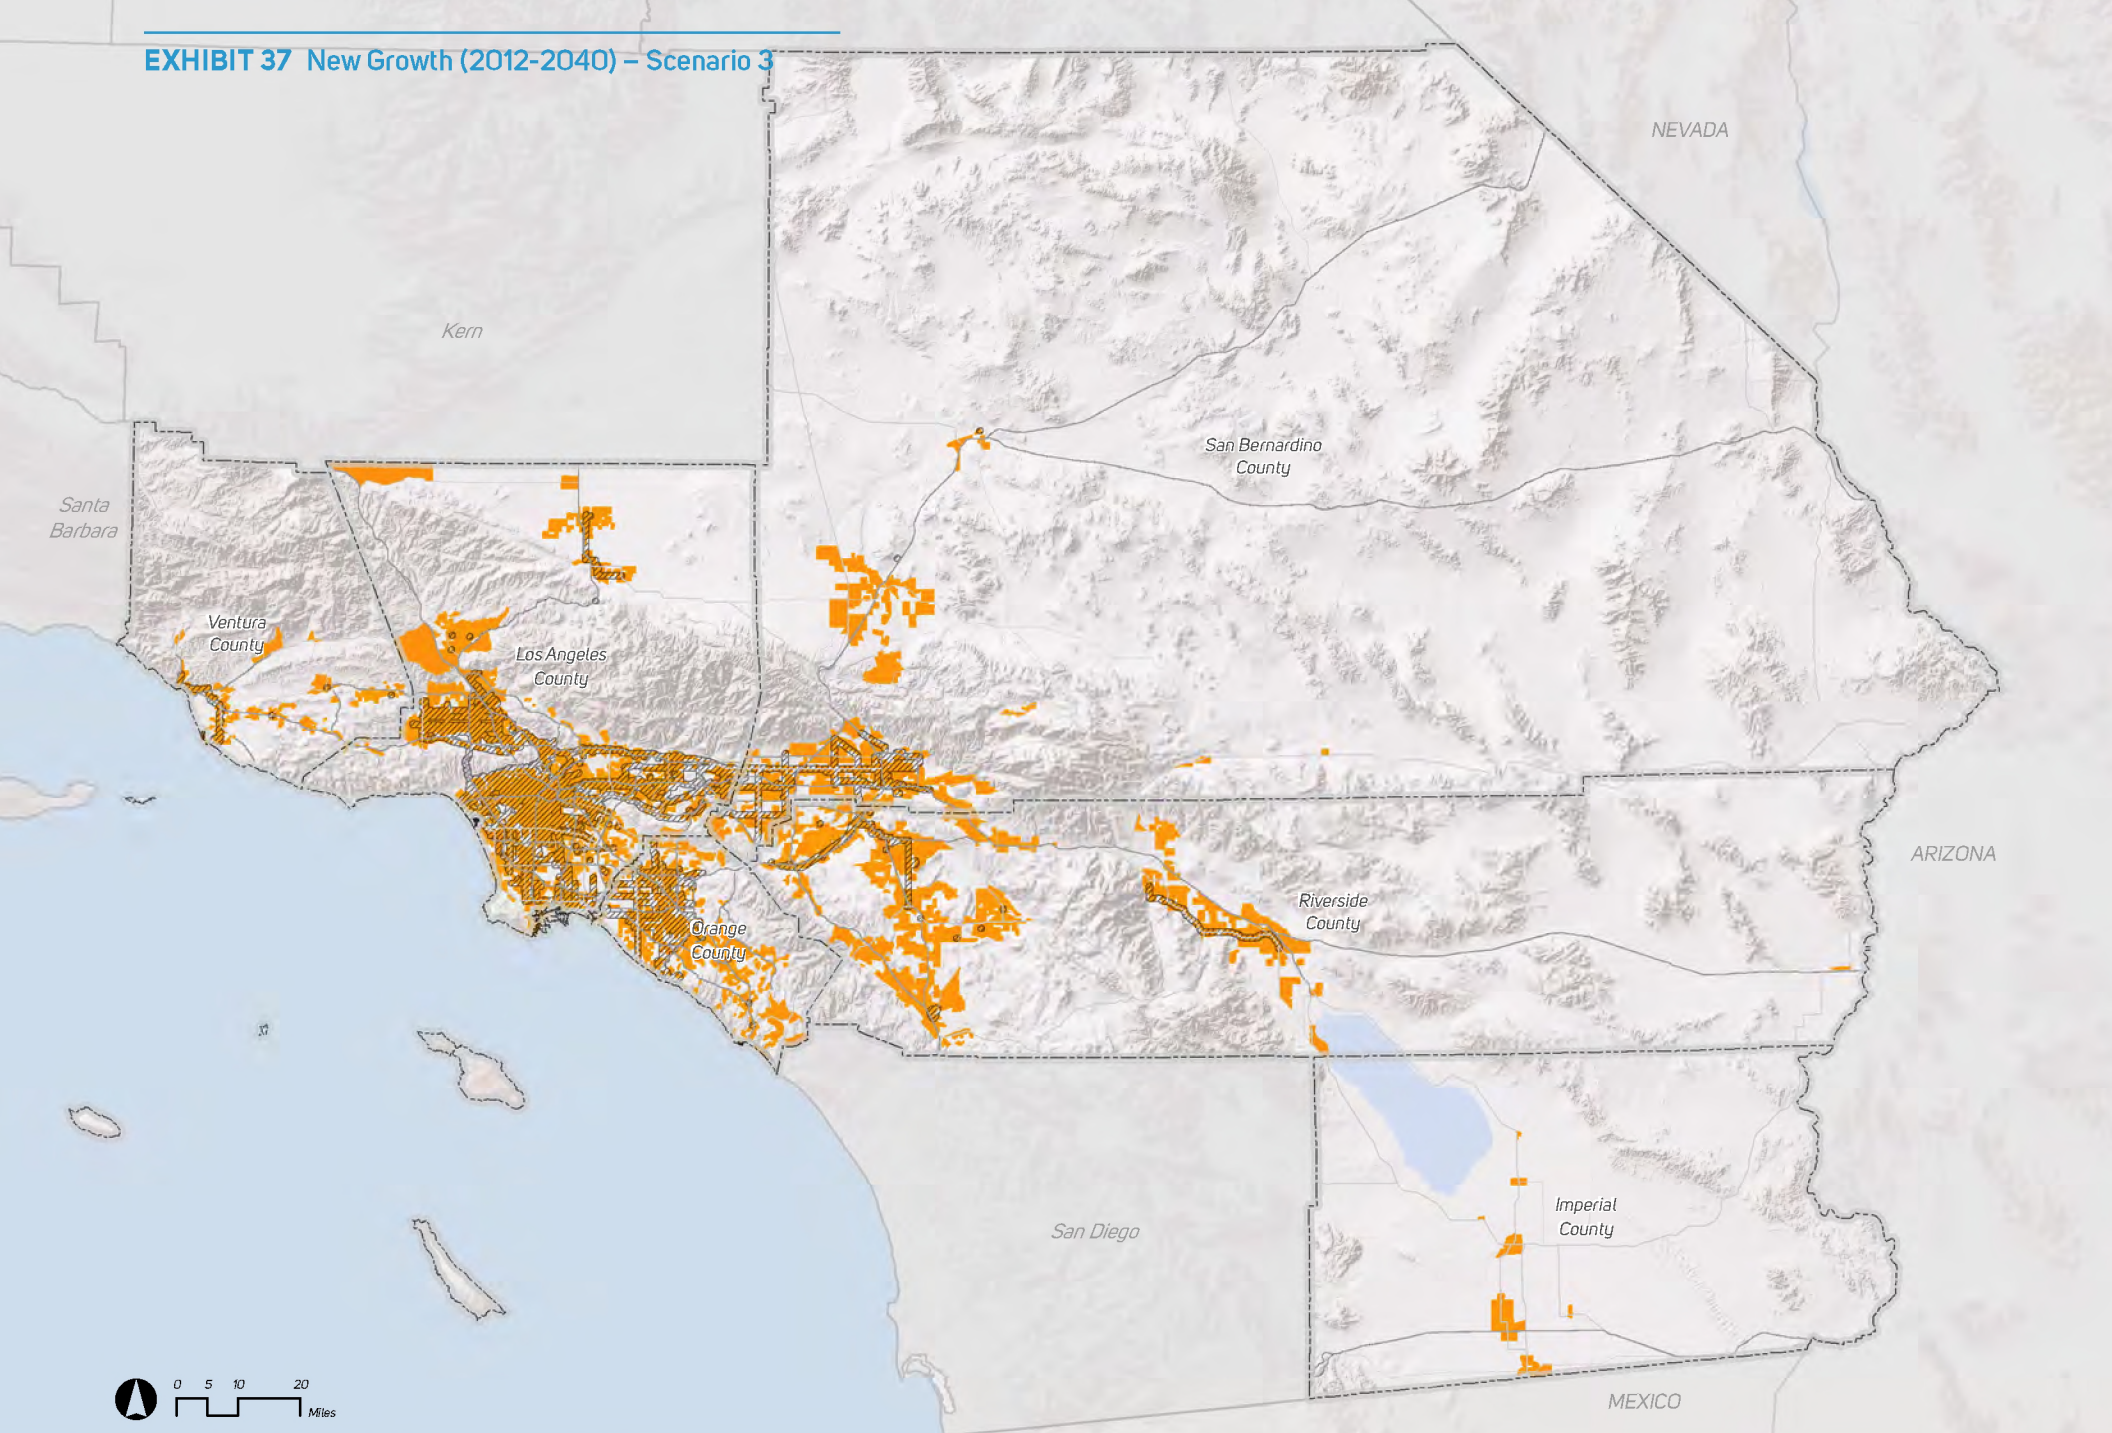 EXHIBIT 37 New Growth (2012-2040) – Scenario 3
NEVADA
Kern
San Bernardino
County
Santa
Barbara
Ventura
County
Los Angeles
County
ARIZONA
Riverside
County
Orange
County
Imperial
County
San Diego
0 5 10 20
Miles
MEXICO